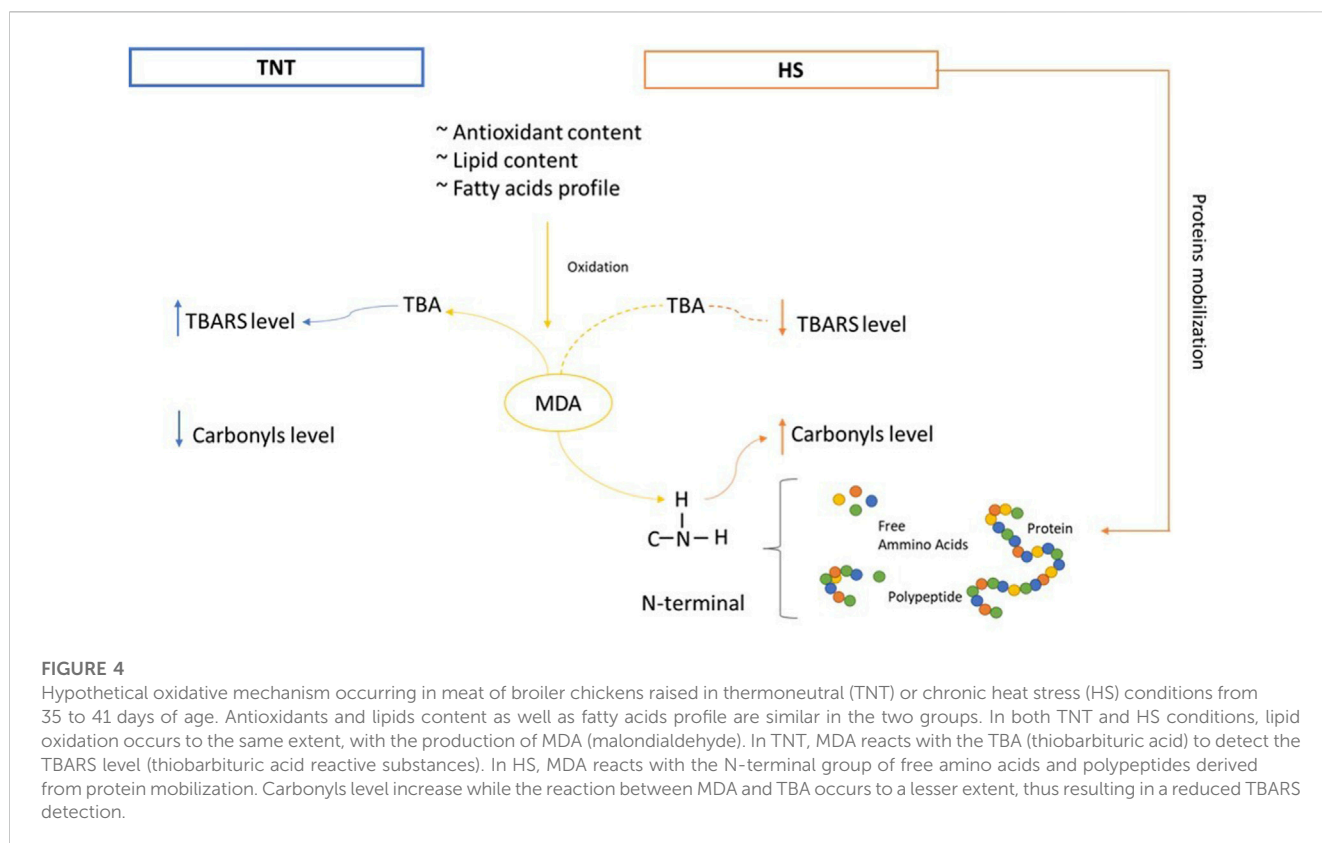 TNT
HS
~ Antioxidant content
~ Lipid content
~ Fatty acids profile
Oxidation
Proteins mobilization
TBARS level
TBA
TBA
TBARS level
MDA
Carbonyls level
Carbonyls level
H
C-N-H
N-terminal
Free
Ammino Acids
Protein
Polypeptide
FIGURE 4
Hypothetical oxidative mechanism occurring in meat of broiler chickens raised in thermoneutral (TNT) or chronic heat stress (HS) conditions from
35 to 41 days of age. Antioxidants and lipids content as well as fatty acids profile are similar in the two groups. In both TNT and HS conditions, lipid
oxidation occurs to the same extent, with the production of MDA (malondialdehyde). In TNT, MDA reacts with the TBA (thiobarbituric acid) to detect the
TBARS level (thiobarbituric acid reactive substances). In HS, MDA reacts with the N-terminal group of free amino acids and polypeptides derived
from protein mobilization. Carbonyls level increase while the reaction between MDA and TBA occurs to a lesser extent, thus resulting in a reduced TBARS
detection.